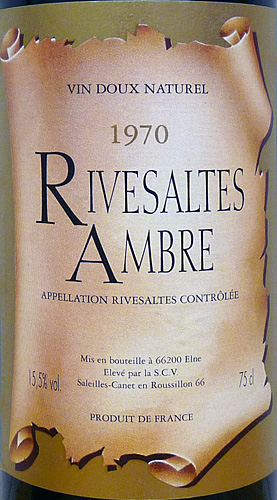 VIN DOUX NATUREL
1970
RIVESALTES
AMBRE
APPELLATION RIVESALTES CONTRÔLÉE
Mis en bouteille à 66200 Elne
Elevé par la S.C.V.
15,5% vol. Saleilles-Canet en Roussillon 66 75 cl
PRODUIT DE FRANCE